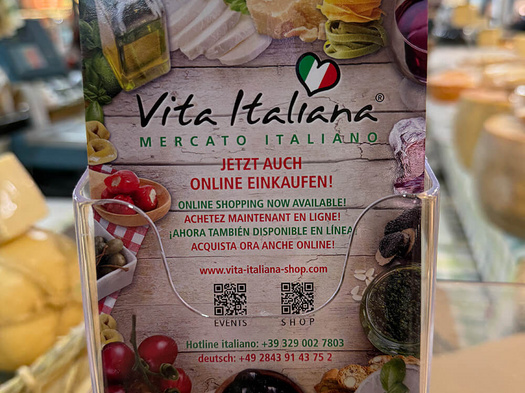 Vita Italiana®
MERCATO ITALIANO
JETZT AUCH
ONLINE EINKAUFEN!
ONLINE SHOPPING NOW AVAILABLE!
ACHETEZ MAINTENANT EN LIGNE!
¡AHORA TAMBIÉN DISPONIBLE EN LÍNEA
ACQUISTA ORA ANCHE ONLINE!
www.vita-italiana-shop.com
EVENTS SHOP
Hotline italiano: +39 329 002 7803
deutsch: +49 2843 91 43 75 2